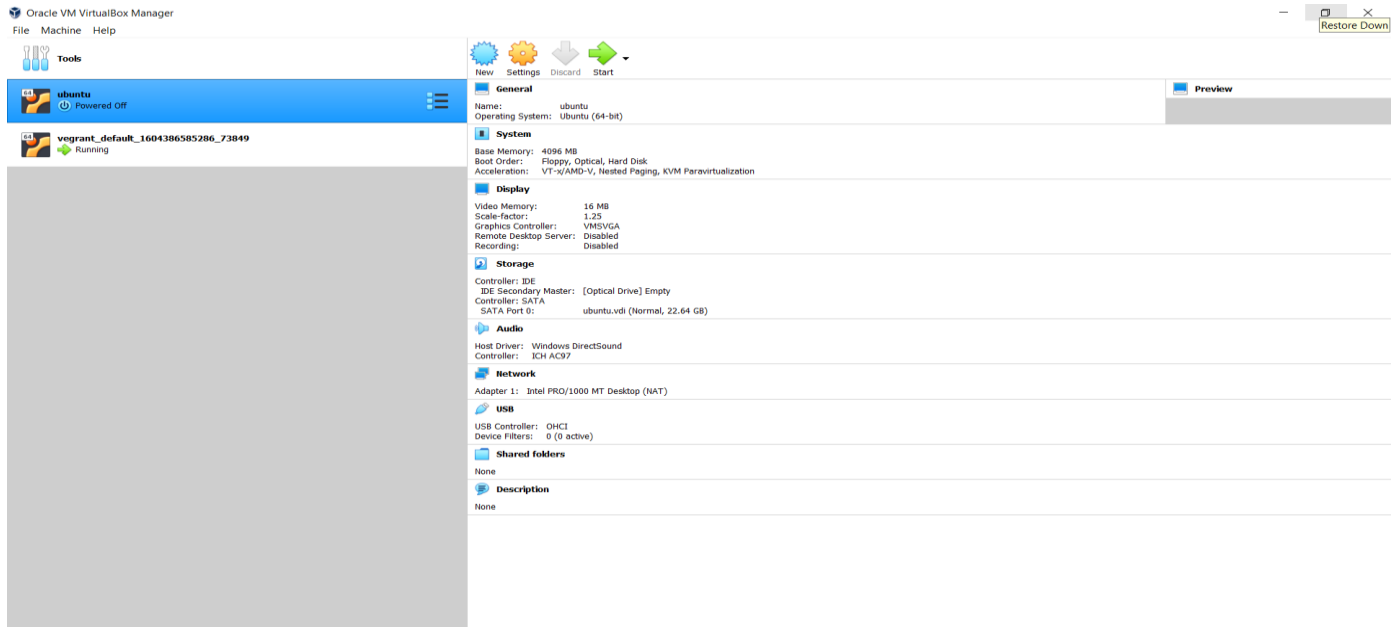 Oracle VM VirtualBox Manager
Restore Down
File Machine Help
Tools
New Settings Discard Start
64 ubuntu
Powered Off
64 vegrant_default_1604386585286_73849
Running
General
Name: ubuntu
Operating System: Ubuntu (64-bit)
Preview
System
Base Memory: 4096 MB
Boot Order: Floppy, Optical, Hard Disk
Acceleration: VT-x/AMD-V, Nested Paging, KVM Paravirtualization
Display
Video Memory: 16 MB
Scale-factor: 1.25
Graphics Controller: VMSVGA
Remote Desktop Server: Disabled
Recording: Disabled
Storage
Controller: IDE
IDE Secondary Master: [Optical Drive] Empty
Controller: SATA
SATA Port 0: ubuntu.vdi (Normal, 22.64 GB)
Audio
Host Driver: Windows DirectSound
Controller: ICH AC97
Network
Adapter 1: Intel PRO/1000 MT Desktop (NAT)
USB
USB Controller: OHCI
Device Filters: 0 (0 active)
Shared folders
None
Description
None